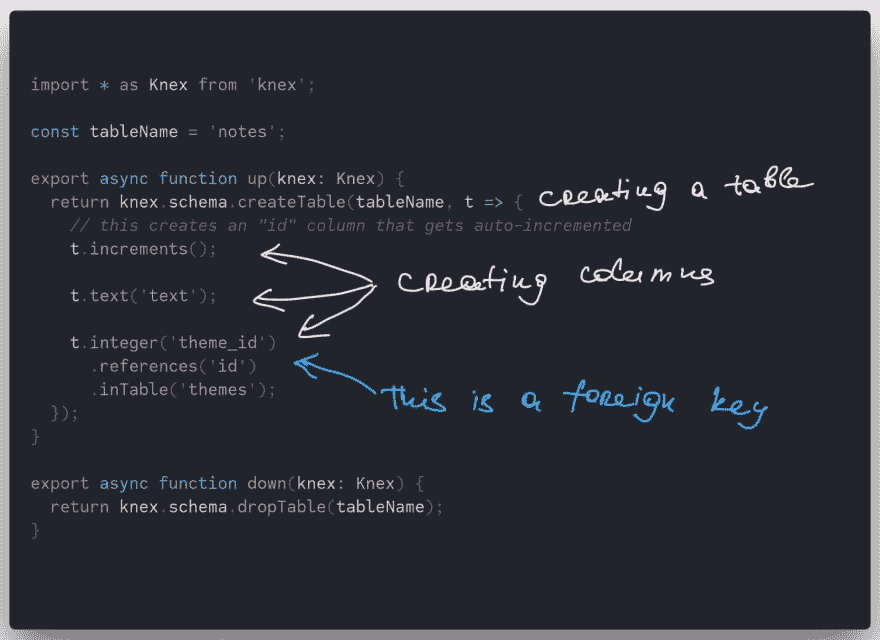 import * as Knex from 'knex';
const tableName = 'notes';
export async function up(knex: Knex) {
return knex.schema.createTable(tableName, t => { creating a table
// this creates an "id" column that gets auto-incremented
t.increments();
creating columns
t.text('text');
t.integer('theme_id')
.references('id')
.inTable('themes');
this is a foreign key
});
}
export async function down(knex: Knex) {
return knex.schema.dropTable(tableName);
}